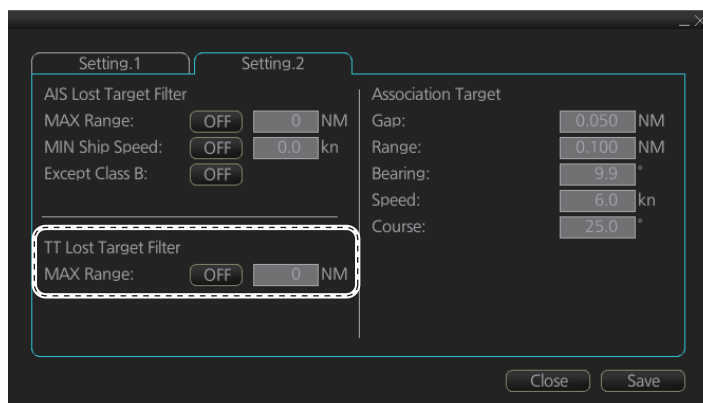 Setting.1 Setting.2
AIS Lost Target Filter
MAX Range: OFF 0 NM
MIN Ship Speed: OFF 0.0 kn
Except Class B: OFF
TT Lost Target Filter
MAX Range: OFF 0 NM
Association Target
Gap: 0.050 NM
Range: 0.100 NM
Bearing: 9.9 °
Speed: 6.0 kn
Course: 25.0 °
Close Save